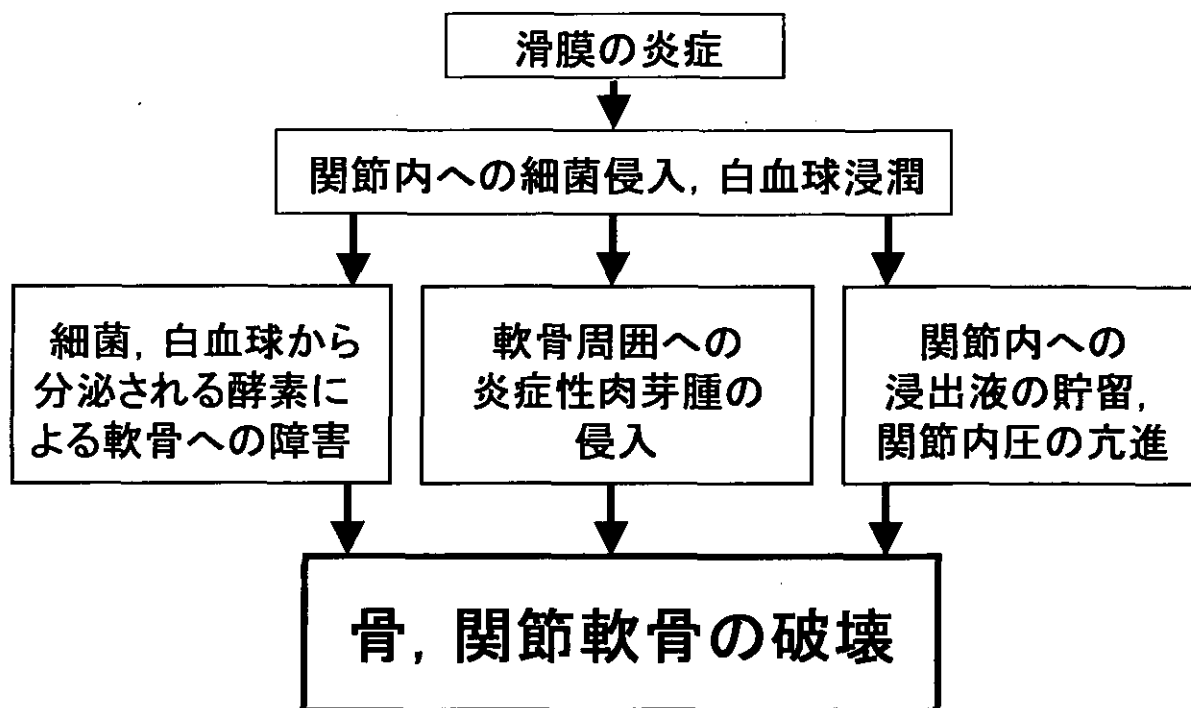 滑膜の炎症
関節内への細菌侵入, 白血球浸潤
細菌, 白血球から
分泌される酵素に
よる軟骨への障害
軟骨周囲への
炎症性肉芽腫の
侵入
関節内への
浸出液の貯留,
関節内圧の亢進
骨, 関節軟骨の破壊